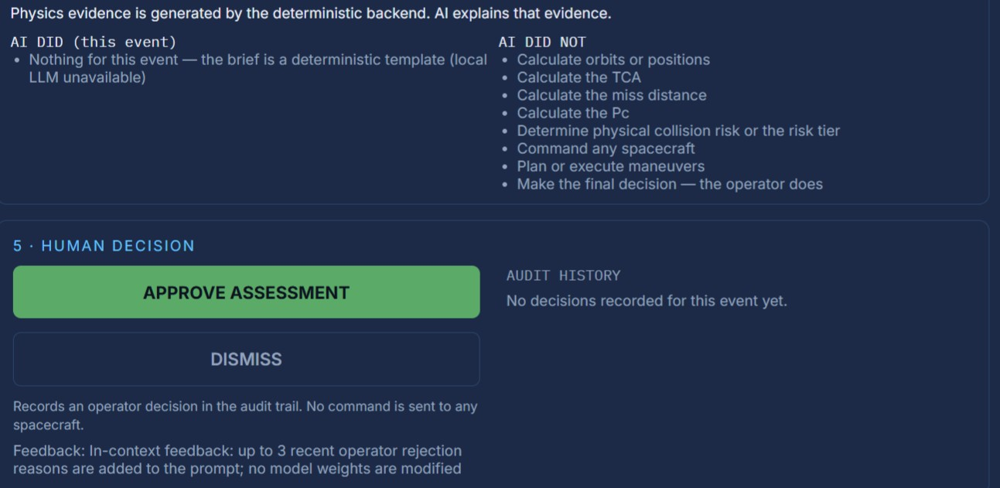 Physics evidence is generated by the deterministic backend. AI explains that evidence.
AI DID (this event)
• Nothing for this event — the brief is a deterministic template (local
LLM unavailable)
AI DID NOT
• Calculate orbits or positions
• Calculate the TCA
• Calculate the miss distance
• Calculate the Pc
• Determine physical collision risk or the risk tier
• Command any spacecraft
• Plan or execute maneuvers
• Make the final decision — the operator does
5 · HUMAN DECISION
APPROVE ASSESSMENT
DISMISS
Records an operator decision in the audit trail. No command is sent to any
spacecraft.
Feedback: In-context feedback: up to 3 recent operator rejection
reasons are added to the prompt; no model weights are modified
AUDIT HISTORY
No decisions recorded for this event yet.